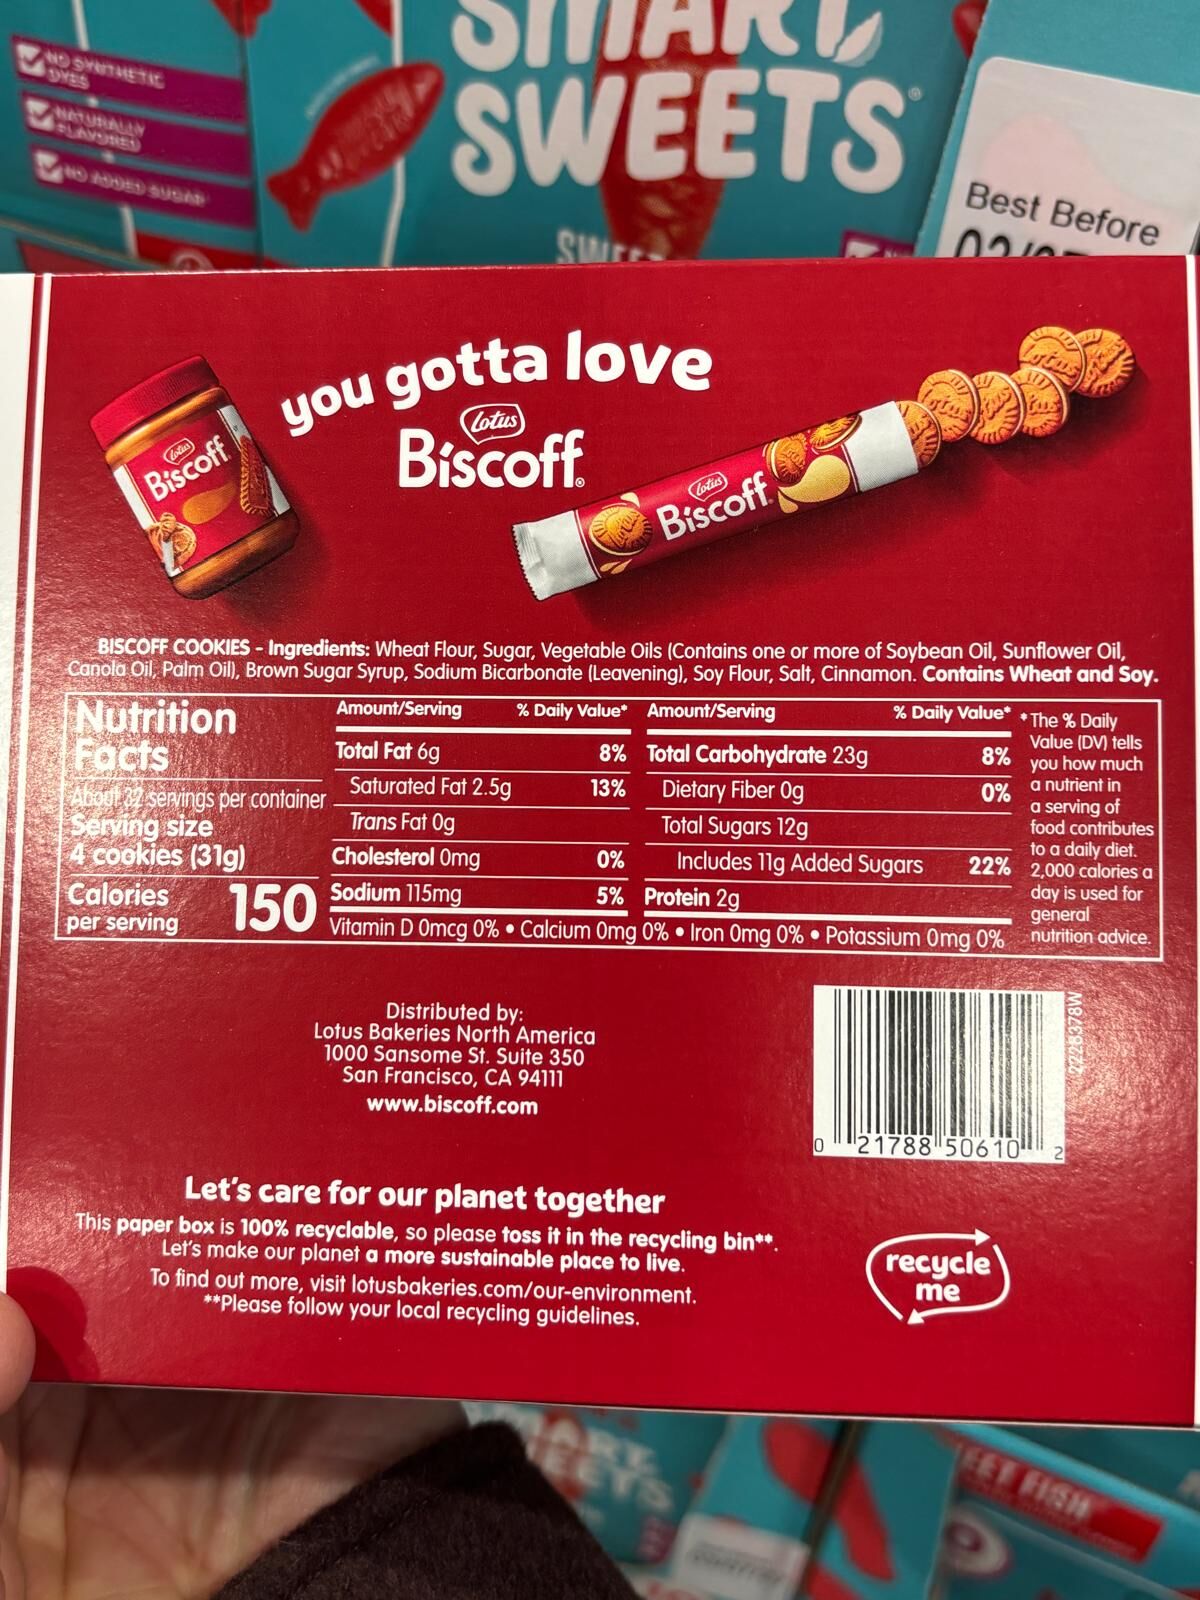 SMART
SWEETS
NO SYNTHETIC
DYES
NATURALLY
FLAVORED
NO ADDED SUGAR
Best Before
you gotta love
Lotus
Biscoff®
Lotus
Biscoff
Lotus
Biscoff
BISCOFF COOKIES - Ingredients: Wheat Flour, Sugar, Vegetable Oils (Contains one or more of Soybean Oil, Sunflower Oil,
Canola Oil, Palm Oil), Brown Sugar Syrup, Sodium Bicarbonate (Leavening), Soy Flour, Salt, Cinnamon. Contains Wheat and Soy.
Nutrition
Facts
About 32 servings per container
Serving size
4 cookies (31g)
Calories
per serving 150
Amount/Serving % Daily Value*
Total Fat 6g 8%
Saturated Fat 2.5g 13%
Trans Fat 0g
Cholesterol 0mg 0%
Sodium 115mg 5%
Amount/Serving % Daily Value*
Total Carbohydrate 23g 8%
Dietary Fiber 0g 0%
Total Sugars 12g
Includes 11g Added Sugars 22%
Protein 2g
Vitamin D 0mcg 0% • Calcium 0mg 0% • Iron 0mg 0% • Potassium 0mg 0%
*The % Daily
Value (DV) tells
you how much
a nutrient in
a serving of
food contributes
to a daily diet.
2,000 calories a
day is used for
general
nutrition advice.
Distributed by:
Lotus Bakeries North America
1000 Sansome St. Suite 350
San Francisco, CA 94111
www.biscoff.com
2228378W
0 21788 50610 2
Let's care for our planet together
This paper box is 100% recyclable, so please toss it in the recycling bin**.
Let's make our planet a more sustainable place to live.
To find out more, visit lotusbakeries.com/our-environment.
**Please follow your local recycling guidelines.
recycle
me